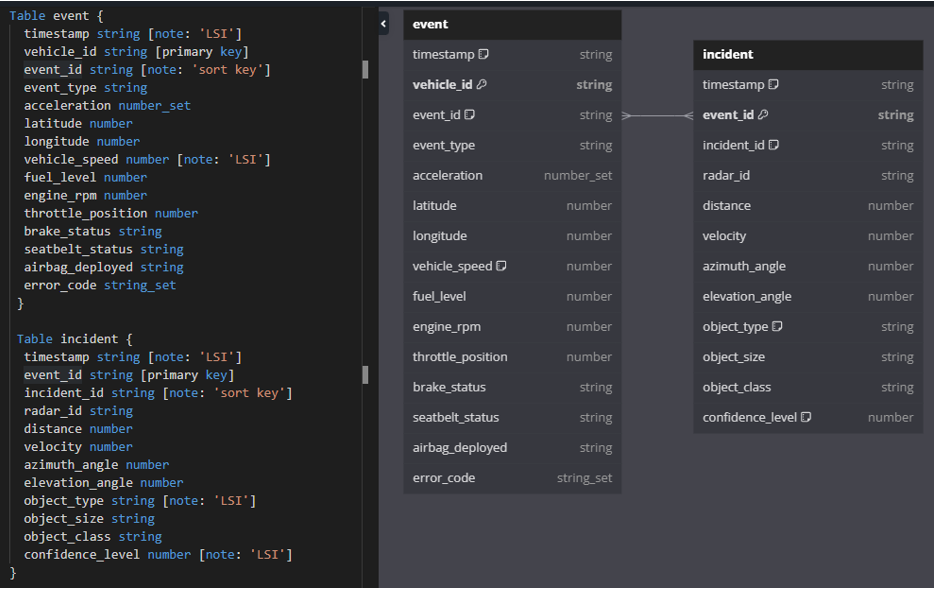 Table event {
timestamp string [note: 'LSI']
vehicle_id string [primary key]
event_id string [note: 'sort key']
event_type string
acceleration number_set
latitude number
longitude number
vehicle_speed number [note: 'LSI']
fuel_level number
engine_rpm number
throttle_position number
brake_status string
seatbelt_status string
airbag_deployed string
error_code string_set
}
Table incident {
timestamp string [note: 'LSI']
event_id string [primary key]
incident_id string [note: 'sort key']
radar_id string
distance number
velocity number
azimuth_angle number
elevation_angle number
object_type string [note: 'LSI']
object_size string
object_class string
confidence_level number [note: 'LSI']
}
event
timestamp string
vehicle_id string
event_id string
event_type string
acceleration number_set
latitude number
longitude number
vehicle_speed number
fuel_level number
engine_rpm number
throttle_position number
brake_status string
seatbelt_status string
airbag_deployed string
error_code string_set
incident
timestamp string
event_id string
incident_id string
radar_id string
distance number
velocity number
azimuth_angle number
elevation_angle number
object_type string
object_size string
object_class string
confidence_level number